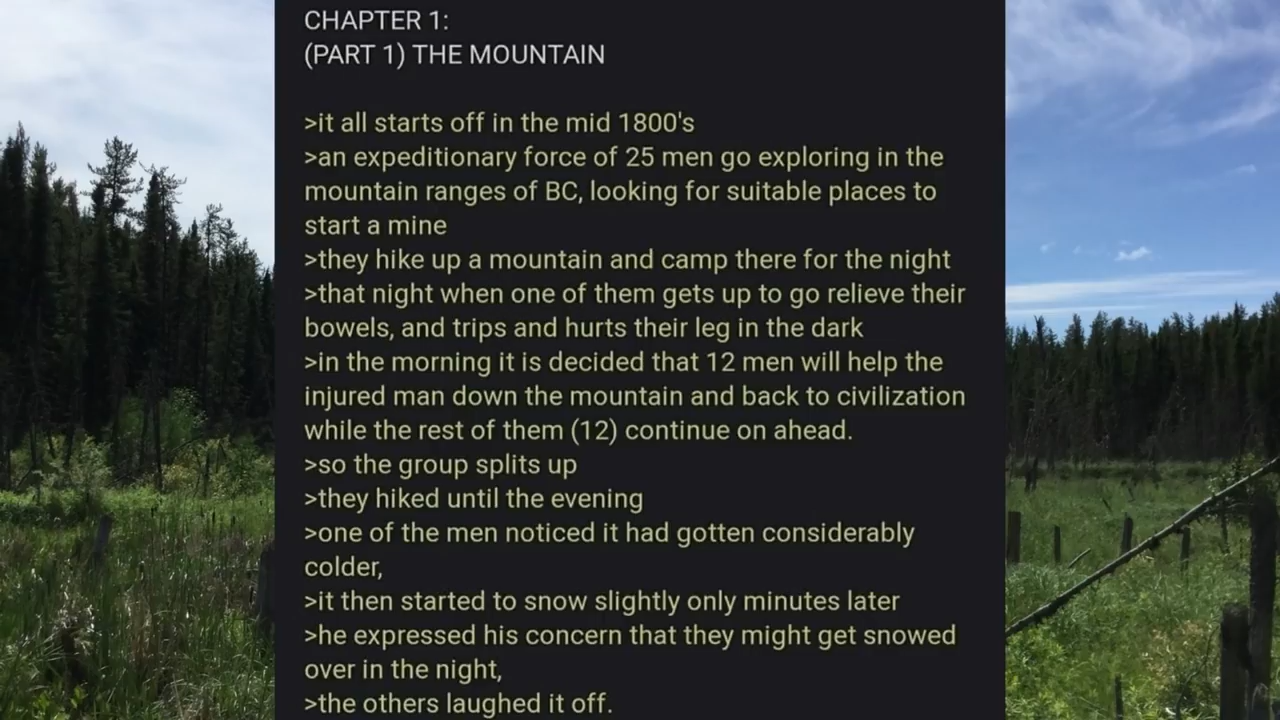 CHAPTER 1:
(PART 1) THE MOUNTAIN
>it all starts off in the mid 1800's
>an expeditionary force of 25 men go exploring in the
mountain ranges of BC, looking for suitable places to
start a mine
>they hike up a mountain and camp there for the night
>that night when one of them gets up to go relieve their
bowels, and trips and hurts their leg in the dark
>in the morning it is decided that 12 men will help the
injured man down the mountain and back to civilization
while the rest of them (12) continue on ahead.
>so the group splits up
>they hiked until the evening
>one of the men noticed it had gotten considerably
colder,
>it then started to snow slightly only minutes later
>he expressed his concern that they might get snowed
over in the night,
>the others laughed it off.